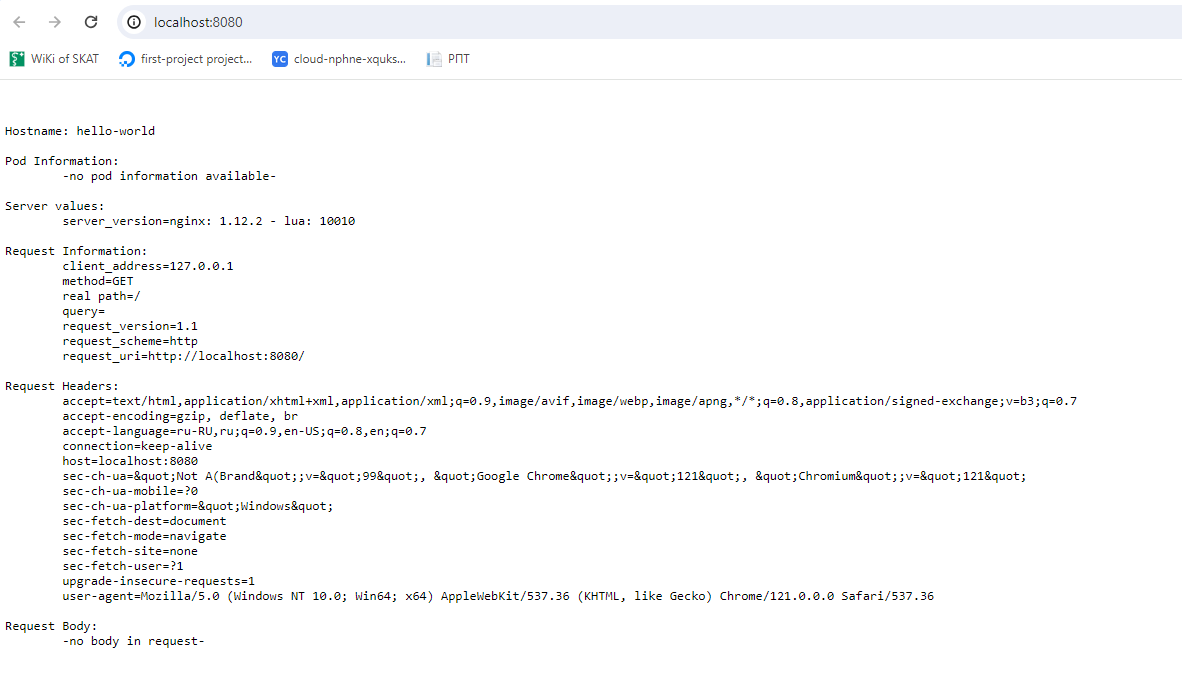 localhost:8080
WiKi of SKAT first-project project... YC cloud-nphne-xquks... РПТ
Hostname: hello-world
Pod Information:
-no pod information available-
Server values:
server_version=nginx: 1.12.2 - lua: 10010
Request Information:
client_address=127.0.0.1
method=GET
real path=/
query=
request_version=1.1
request_scheme=http
request_uri=http://localhost:8080/
Request Headers:
accept=text/html,application/xhtml+xml,application/xml;q=0.9,image/avif,image/webp,image/apng,*/*;q=0.8,application/signed-exchange;v=b3;q=0.7
accept-encoding=gzip, deflate, br
accept-language=ru-RU,ru;q=0.9,en-US;q=0.8,en;q=0.7
connection=keep-alive
host=localhost:8080
sec-ch-ua=&quot;Not A(Brand&quot;;v=&quot;99&quot;, &quot;Google Chrome&quot;;v=&quot;121&quot;, &quot;Chromium&quot;;v=&quot;121&quot;
sec-ch-ua-mobile=?0
sec-ch-ua-platform=&quot;Windows&quot;
sec-fetch-dest=document
sec-fetch-mode=navigate
sec-fetch-site=none
sec-fetch-user=?1
upgrade-insecure-requests=1
user-agent=Mozilla/5.0 (Windows NT 10.0; Win64; x64) AppleWebKit/537.36 (KHTML, like Gecko) Chrome/121.0.0.0 Safari/537.36
Request Body:
-no body in request-